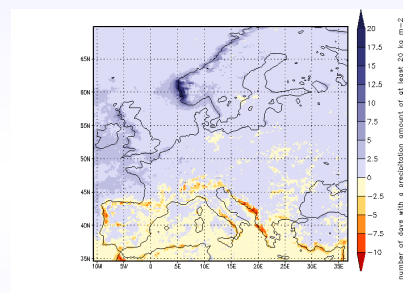 20
17.5
15
12.5
10
7.5
5
2.5
0
−2.5
−5
−7.5
−10
number of days with a precipitation amount of at least 20 kg m−2
65N
60N
55N
50N
45N
40N
35N
10W
5W
0
5E
10E
15E
20E
25E
30E
35E